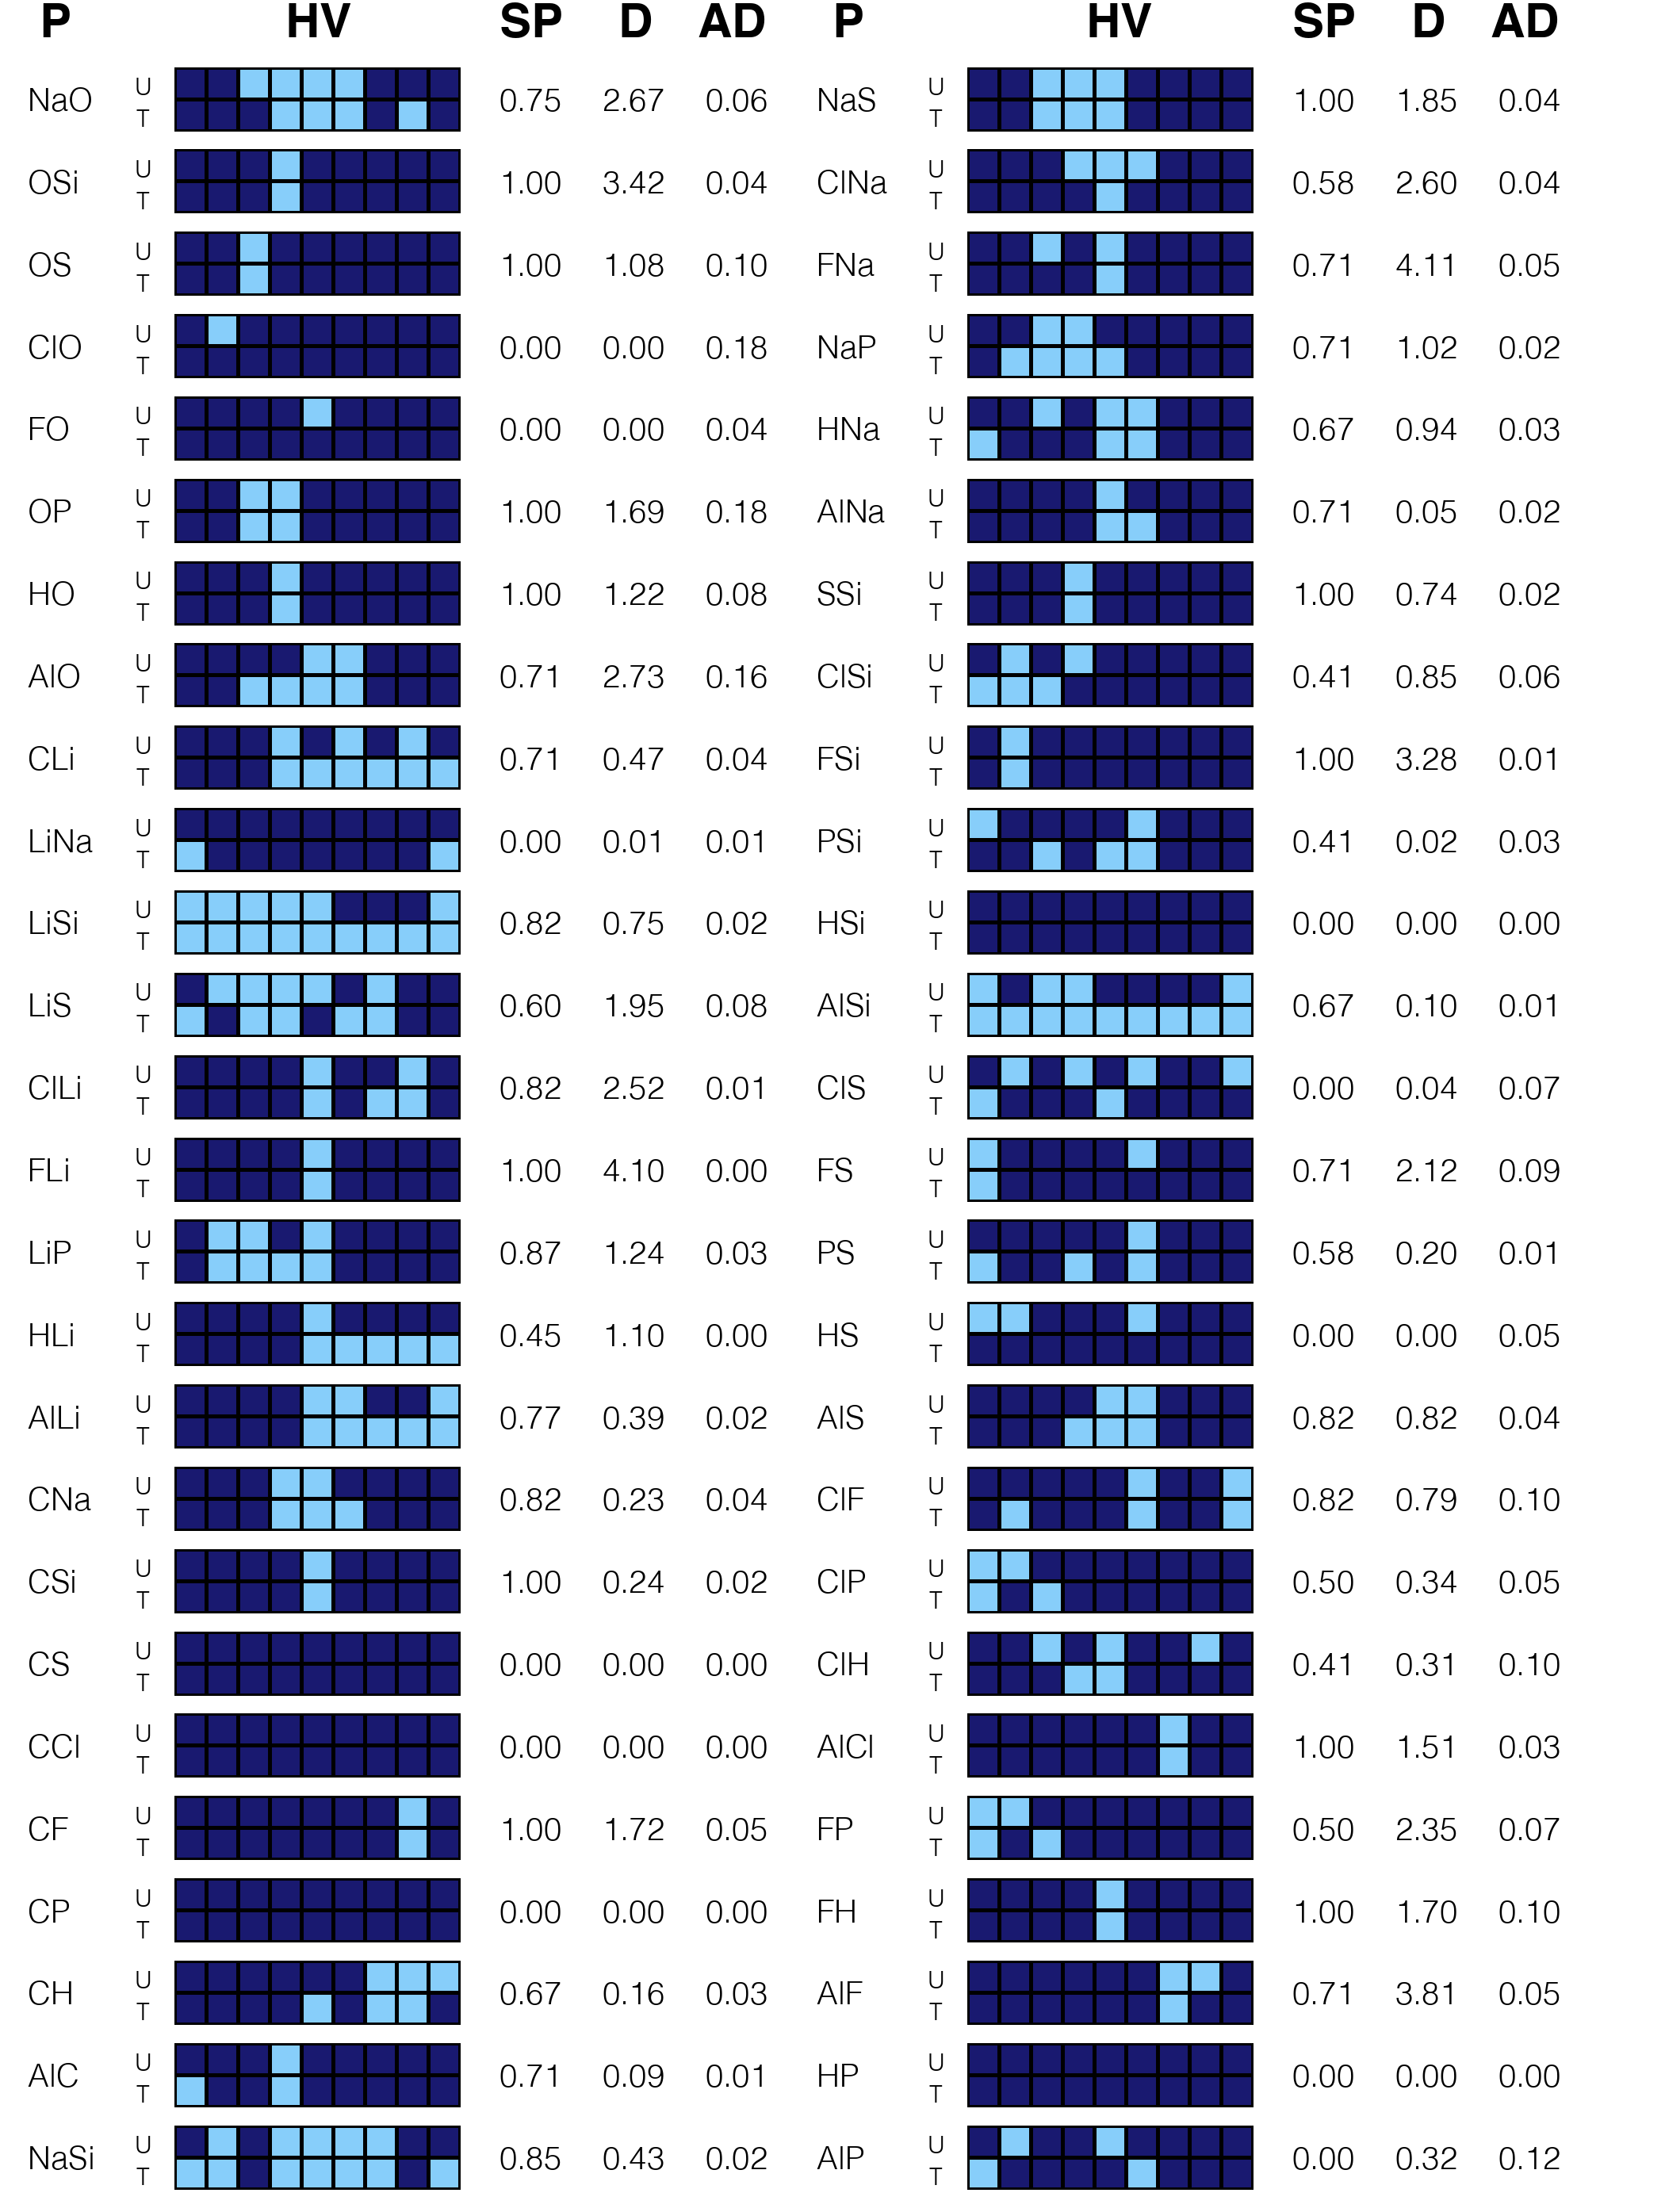 P HV SP D AD P HV SP D AD
NaO U T 0.75 2.67 0.06 NaS U T 1.00 1.85 0.04
OSi U T 1.00 3.42 0.04 ClNa U T 0.58 2.60 0.04
OS U T 1.00 1.08 0.10 FNa U T 0.71 4.11 0.05
ClO U T 0.00 0.00 0.18 NaP U T 0.71 1.02 0.02
FO U T 0.00 0.00 0.04 HNa U T 0.67 0.94 0.03
OP U T 1.00 1.69 0.18 AlNa U T 0.71 0.05 0.02
HO U T 1.00 1.22 0.08 SSi U T 1.00 0.74 0.02
AlO U T 0.71 2.73 0.16 ClSi U T 0.41 0.85 0.06
CLi U T 0.71 0.47 0.04 FSi U T 1.00 3.28 0.01
LiNa U T 0.00 0.01 0.01 PSi U T 0.41 0.02 0.03
LiSi U T 0.82 0.75 0.02 HSi U T 0.00 0.00 0.00
LiS U T 0.60 1.95 0.08 AlSi U T 0.67 0.10 0.01
ClLi U T 0.82 2.52 0.01 ClS U T 0.00 0.04 0.07
FLi U T 1.00 4.10 0.00 FS U T 0.71 2.12 0.09
LiP U T 0.87 1.24 0.03 PS U T 0.58 0.20 0.01
HLi U T 0.45 1.10 0.00 HS U T 0.00 0.00 0.05
AlLi U T 0.77 0.39 0.02 AlS U T 0.82 0.82 0.04
CNa U T 0.82 0.23 0.04 ClF U T 0.82 0.79 0.10
CSi U T 1.00 0.24 0.02 ClP U T 0.50 0.34 0.05
CS U T 0.00 0.00 0.00 ClH U T 0.41 0.31 0.10
CCl U T 0.00 0.00 0.00 AlCl U T 1.00 1.51 0.03
CF U T 1.00 1.72 0.05 FP U T 0.50 2.35 0.07
CP U T 0.00 0.00 0.00 FH U T 1.00 1.70 0.10
CH U T 0.67 0.16 0.03 AlF U T 0.71 3.81 0.05
AlC U T 0.71 0.09 0.01 HP U T 0.00 0.00 0.00
NaSi U T 0.85 0.43 0.02 AlP U T 0.00 0.32 0.12